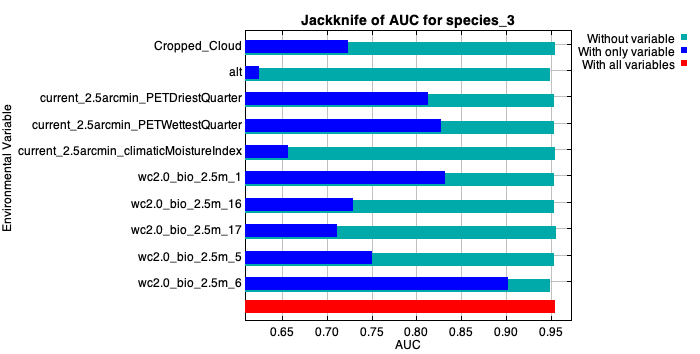 Jackknife of AUC for species_3
Without variable
With only variable
With all variables
Environmental Variable
Cropped_Cloud
alt
current_2.5arcmin_PETDriestQuarter
current_2.5arcmin_PETWettestQuarter
current_2.5arcmin_climaticMoistureIndex
wc2.0_bio_2.5m_1
wc2.0_bio_2.5m_16
wc2.0_bio_2.5m_17
wc2.0_bio_2.5m_5
wc2.0_bio_2.5m_6
0.65 0.70 0.75 0.80 0.85 0.90 0.95
AUC